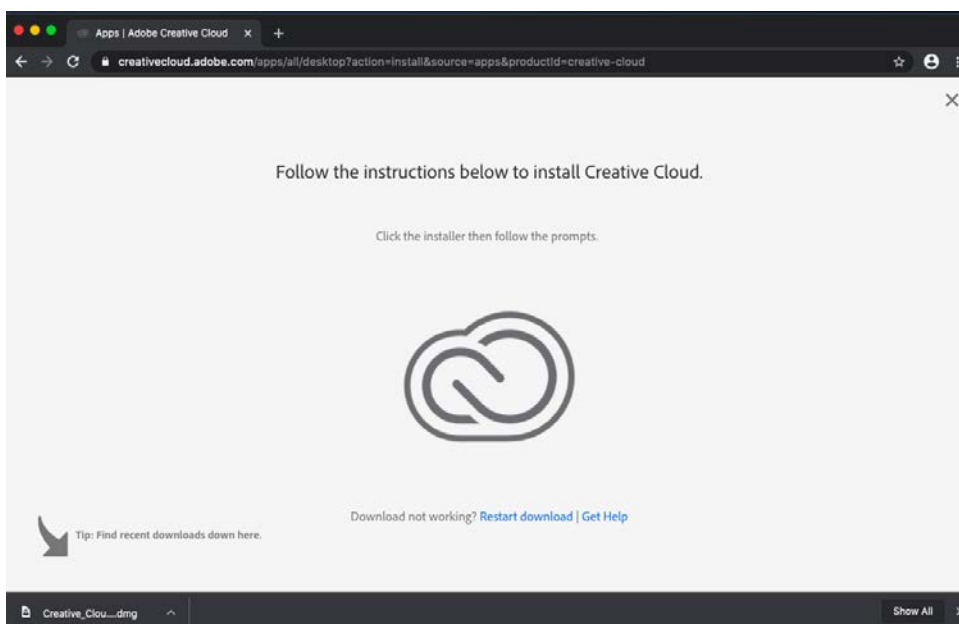 Apps | Adobe Creative Cloud
creativecloud.adobe.com/apps/all/desktop?action=install&source=apps&productId=creative-cloud
Follow the instructions below to install Creative Cloud.
Click the installer then follow the prompts.
Download not working? Restart download | Get Help
Tip: Find recent downloads down here.
Creative_Clou....dmg
Show All